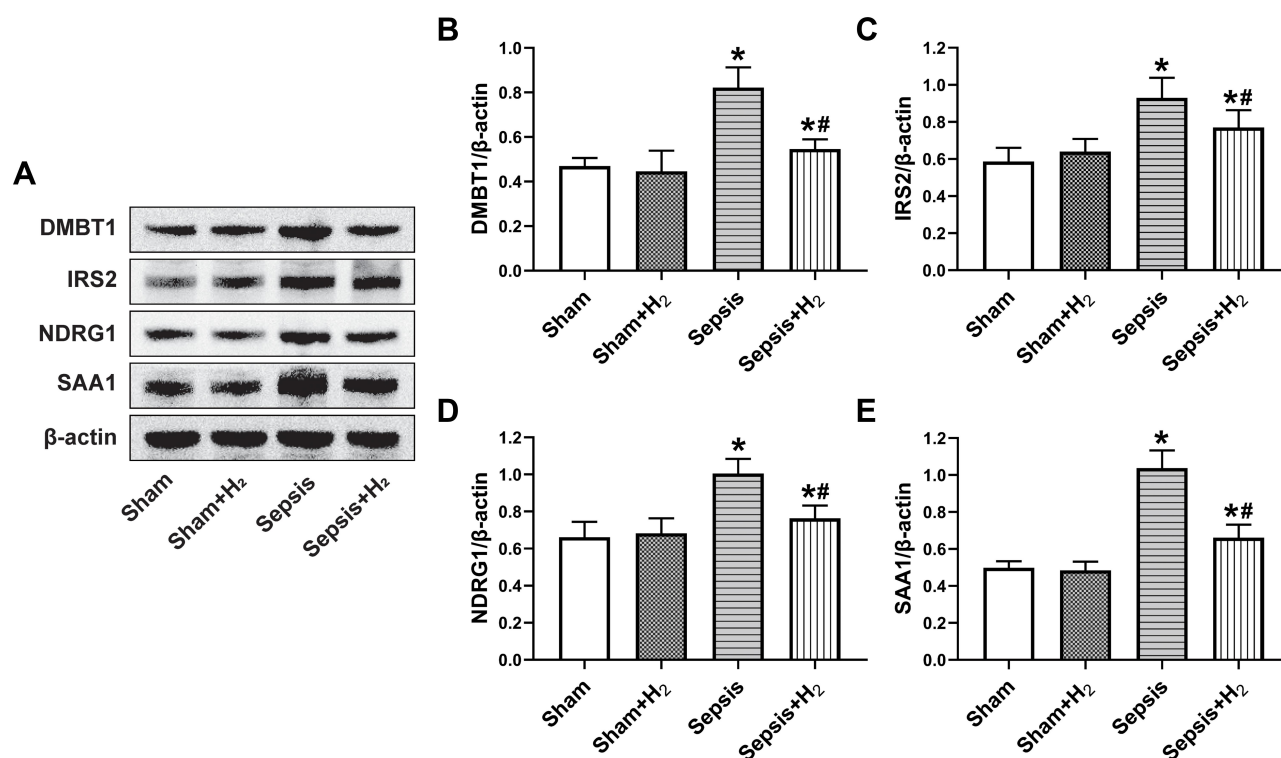 A
DMBT1
IRS2
NDRG1
SAA1
β-actin
Sham
Sham+H₂
Sepsis
Sepsis+H₂
B
DMBT1/β-actin
1.0
0.8
0.6
0.4
0.2
0.0
*
*#
Sham
Sham+H₂
Sepsis
Sepsis+H₂
C
IRS2/β-actin
1.2
1.0
0.8
0.6
0.4
0.2
0.0
*
*#
Sham
Sham+H₂
Sepsis
Sepsis+H₂
D
NDRG1/β-actin
1.2
1.0
0.8
0.6
0.4
0.2
0.0
*
*#
Sham
Sham+H₂
Sepsis
Sepsis+H₂
E
SAA1/β-actin
1.2
1.0
0.8
0.6
0.4
0.2
0.0
*
*#
Sham
Sham+H₂
Sepsis
Sepsis+H₂